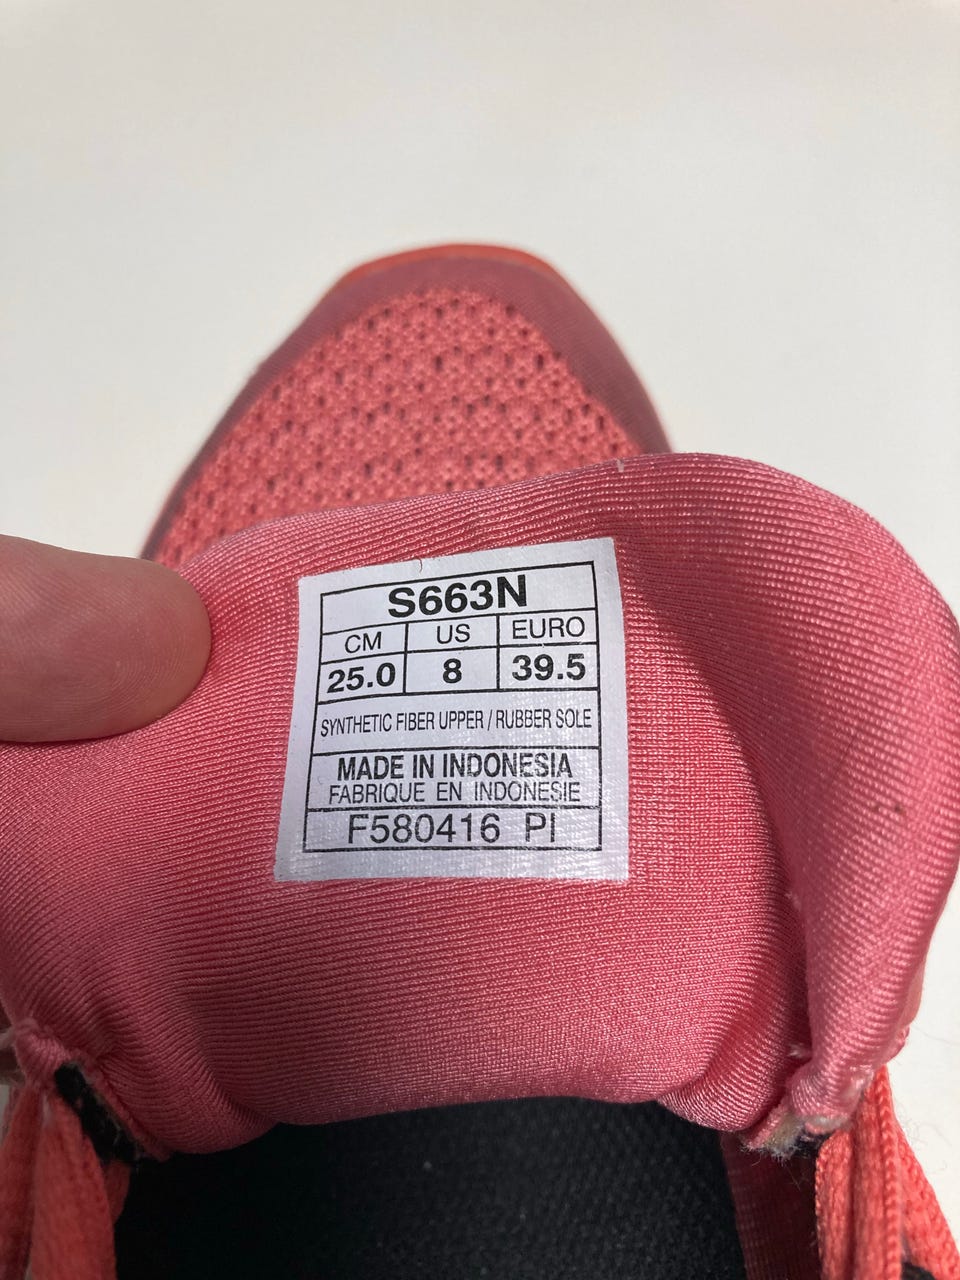 S663N
CM US EURO
25.0 8 39.5
SYNTHETIC FIBER UPPER / RUBBER SOLE
MADE IN INDONESIA
FABRIQUE EN INDONESIE
F580416 PI